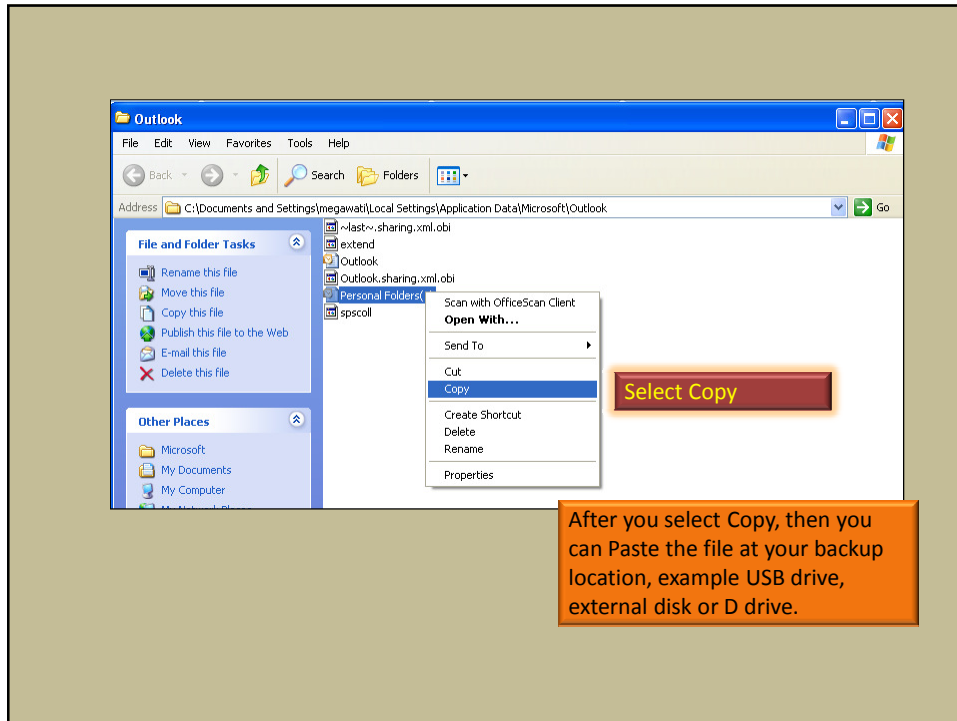 Outlook
File Edit View Favorites Tools Help
Back Search Folders
Address C:\Documents and Settings\megawati\Local Settings\Application Data\Microsoft\Outlook Go
File and Folder Tasks
Rename this file
Move this file
Copy this file
Publish this file to the Web
E-mail this file
Delete this file
Other Places
Microsoft
My Documents
My Computer
~last~.sharing.xml.obi
extend
Outlook
Outlook.sharing.xml.obi
Personal Folders(
spscoll
Scan with OfficeScan Client
Open With...
Send To
Cut
Copy
Create Shortcut
Delete
Rename
Properties
Select Copy
After you select Copy, then you
can Paste the file at your backup
location, example USB drive,
external disk or D drive.